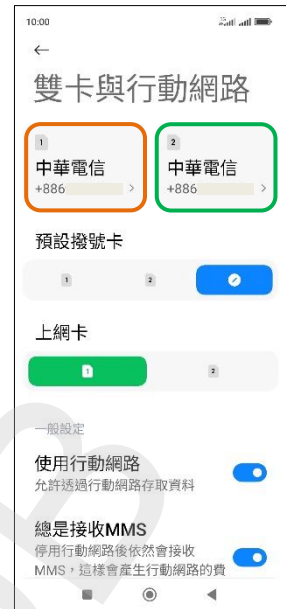 10:00
雙卡與行動網路
1
中華電信
+886
2
中華電信
+886
預設撥號卡
1
2
上網卡
1
2
一般設定
使用行動網路
允許透過行動網路存取資料
總是接收MMS
停用行動網路後依然會接收
MMS，這樣會產生行動網路的費